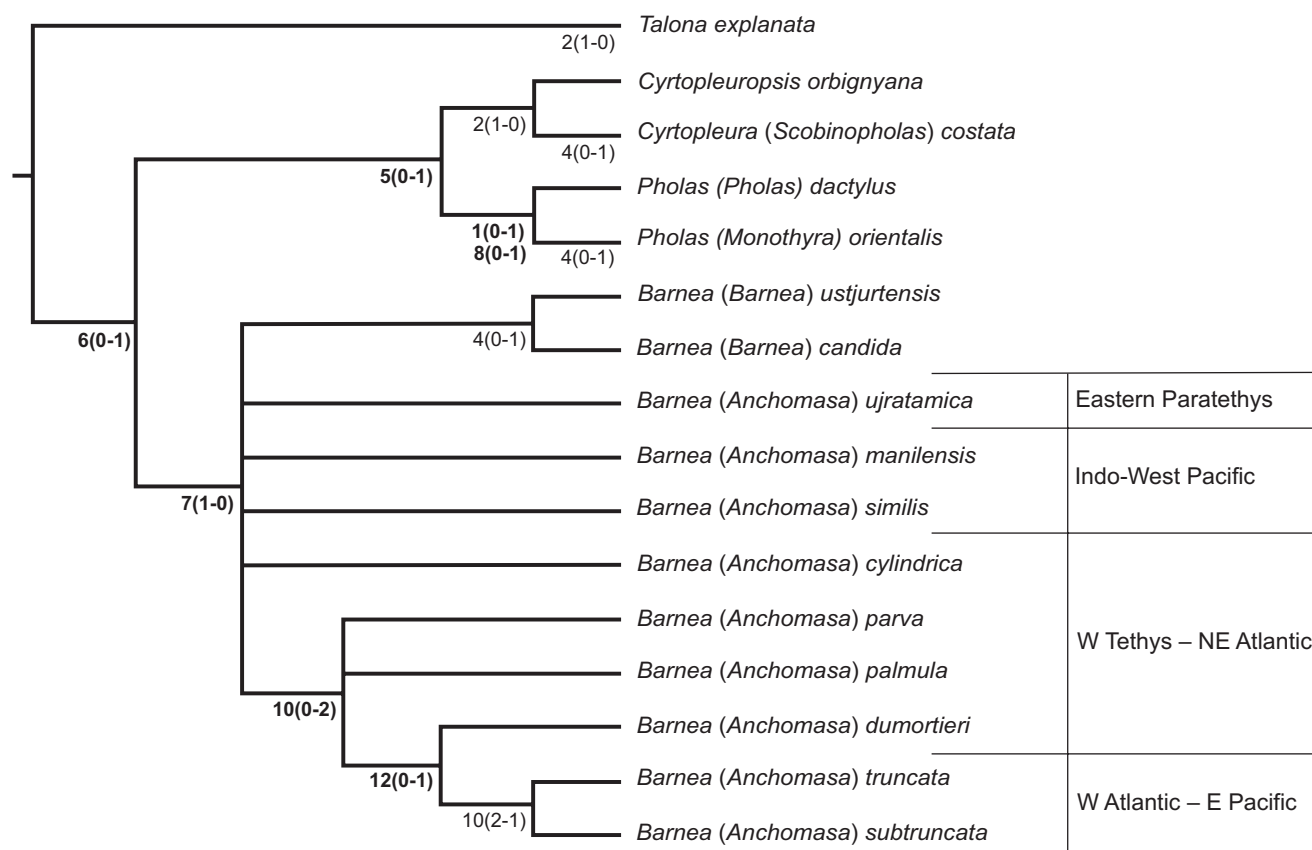 Talona explanata
2(1-0)
Cyrtopleuropsis orbignyana
2(1-0)
Cyrtopleura (Scobinopholas) costata
4(0-1)
5(0-1)
Pholas (Pholas) dactylus
1(0-1)
8(0-1)
Pholas (Monothyra) orientalis
4(0-1)
Barnea (Barnea) ustjurtensis
6(0-1)
4(0-1)
Barnea (Barnea) candida
Barnea (Anchomasa) ujratamica
Eastern Paratethys
Barnea (Anchomasa) manilensis
Indo-West Pacific
7(1-0)
Barnea (Anchomasa) similis
Barnea (Anchomasa) cylindrica
Barnea (Anchomasa) parva
W Tethys – NE Atlantic
Barnea (Anchomasa) palmula
10(0-2)
Barnea (Anchomasa) dumortieri
12(0-1)
Barnea (Anchomasa) truncata
W Atlantic – E Pacific
10(2-1)
Barnea (Anchomasa) subtruncata